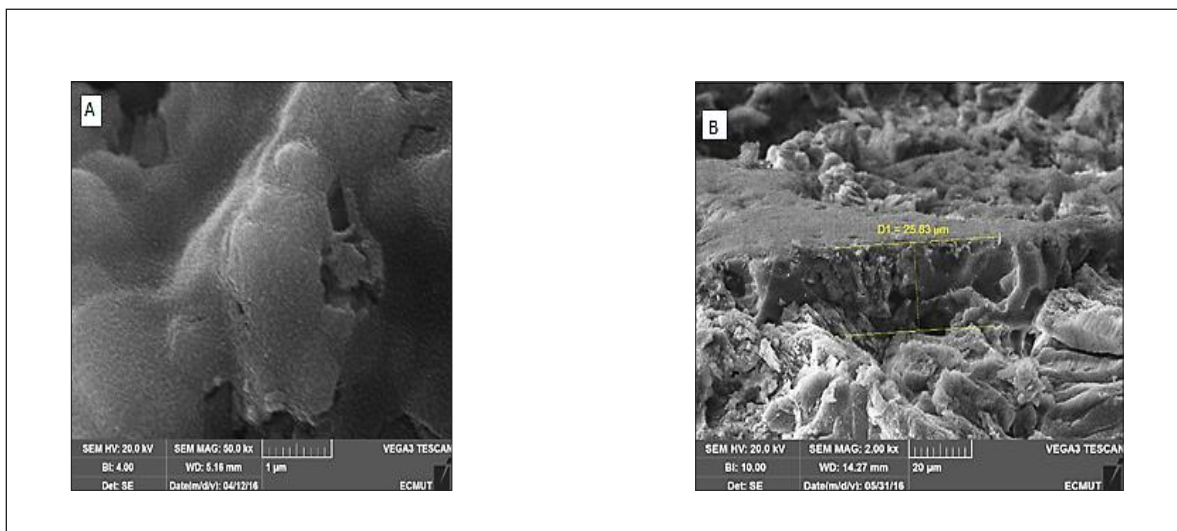 A
SEM HV: 20.0 kV SEM MAG: 50.0 kx VEGA3 TESCAN
BI: 4.00 WD: 5.16 mm 1 µm
Det: SE Date(m/d/y): 04/12/16 ECMUT
B
D1 = 25.83 µm
SEM HV: 20.0 kV SEM MAG: 2.00 kx VEGA3 TESCAN
BI: 10.00 WD: 14.27 mm 20 µm
Det: SE Date(m/d/y): 05/31/16 ECMUT